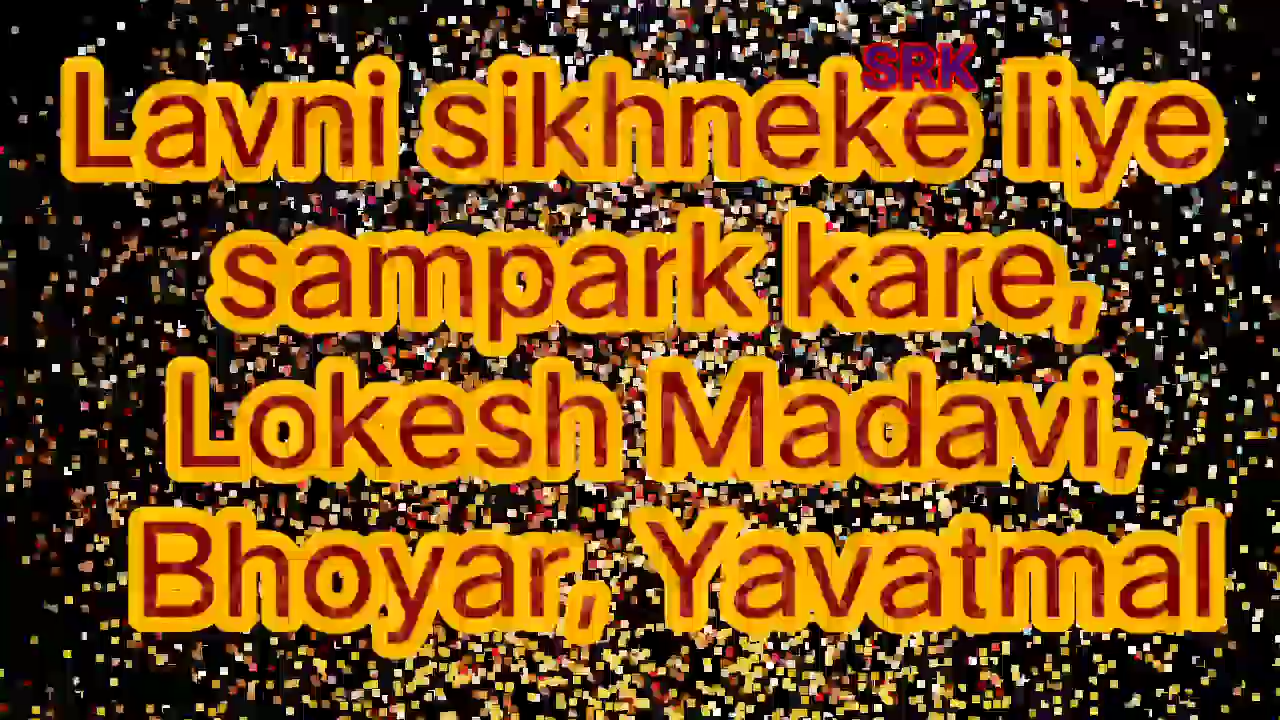 SRK
Lavni sikhneke liye
sampark kare,
Lokesh Madavi,
Bhoyar, Yavatmal